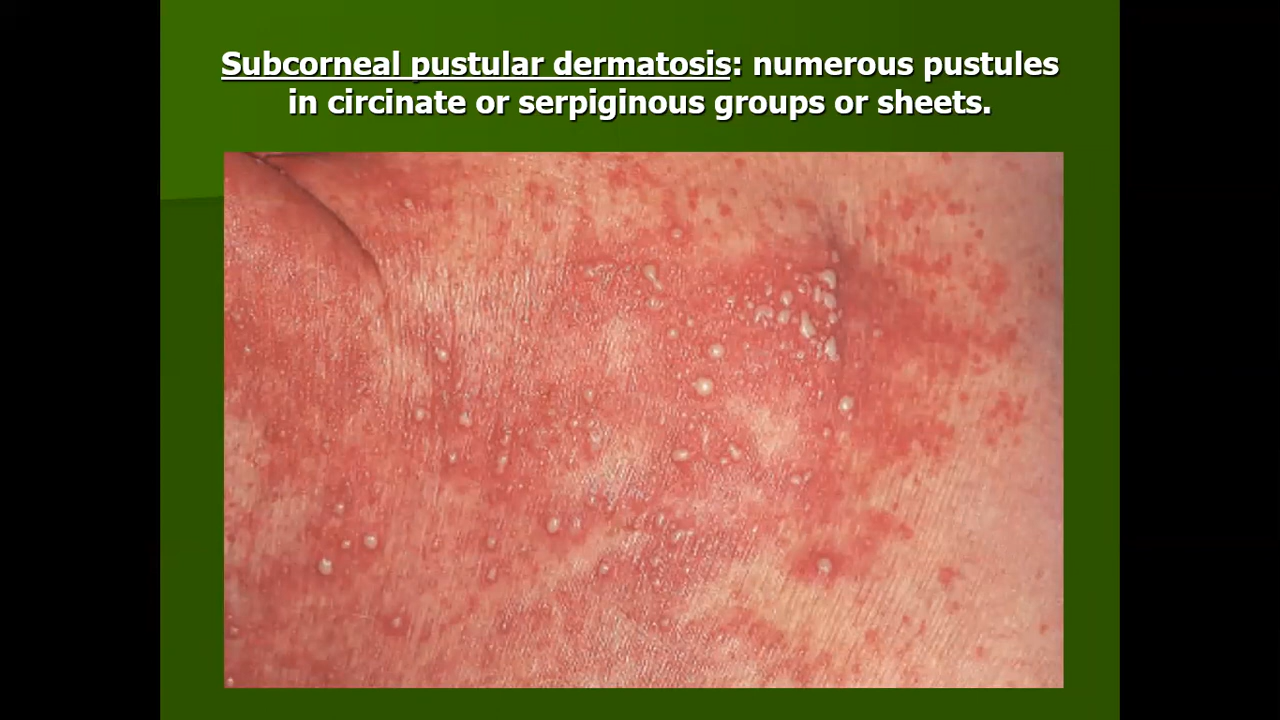 Subcorneal pustular dermatosis: numerous pustules
in circinate or serpiginous groups or sheets.